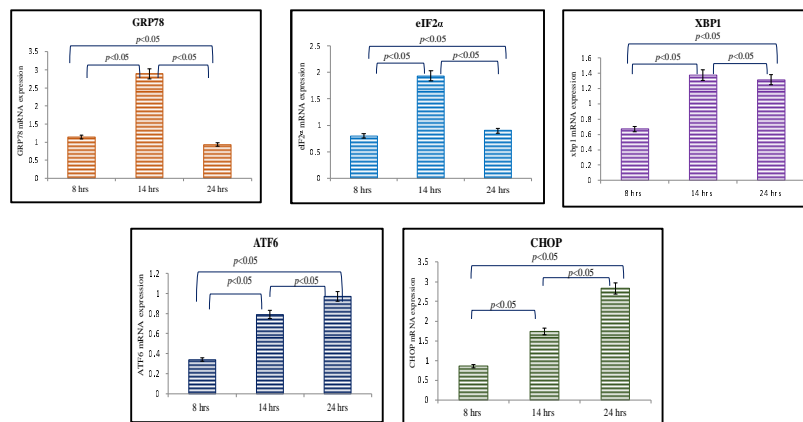 GRP78
p<0.05
p<0.05
p<0.05
GRP78 mRNA expression
3.5
3
2.5
2
1.5
1
0.5
0
8 hrs
14 hrs
24 hrs
eIF2α
p<0.05
p<0.05
p<0.05
eIF2α mRNA expression
2.5
2
1.5
1
0.5
0
8 hrs
14 hrs
24 hrs
XBP1
p<0.05
p<0.05
p<0.05
xbp1 mRNA expression
1.6
1.4
1.2
1
0.8
0.6
0.4
0.2
0
8 hrs
14 hrs
24 hrs
ATF6
p<0.05
p<0.05
p<0.05
ATF6 mRNA expression
1.2
1
0.8
0.6
0.4
0.2
0
8 hrs
14 hrs
24 hrs
CHOP
p<0.05
p<0.05
p<0.05
CHOP mRNA expression
3.5
3
2.5
2
1.5
1
0.5
0
8 hrs
14 hrs
24 hrs